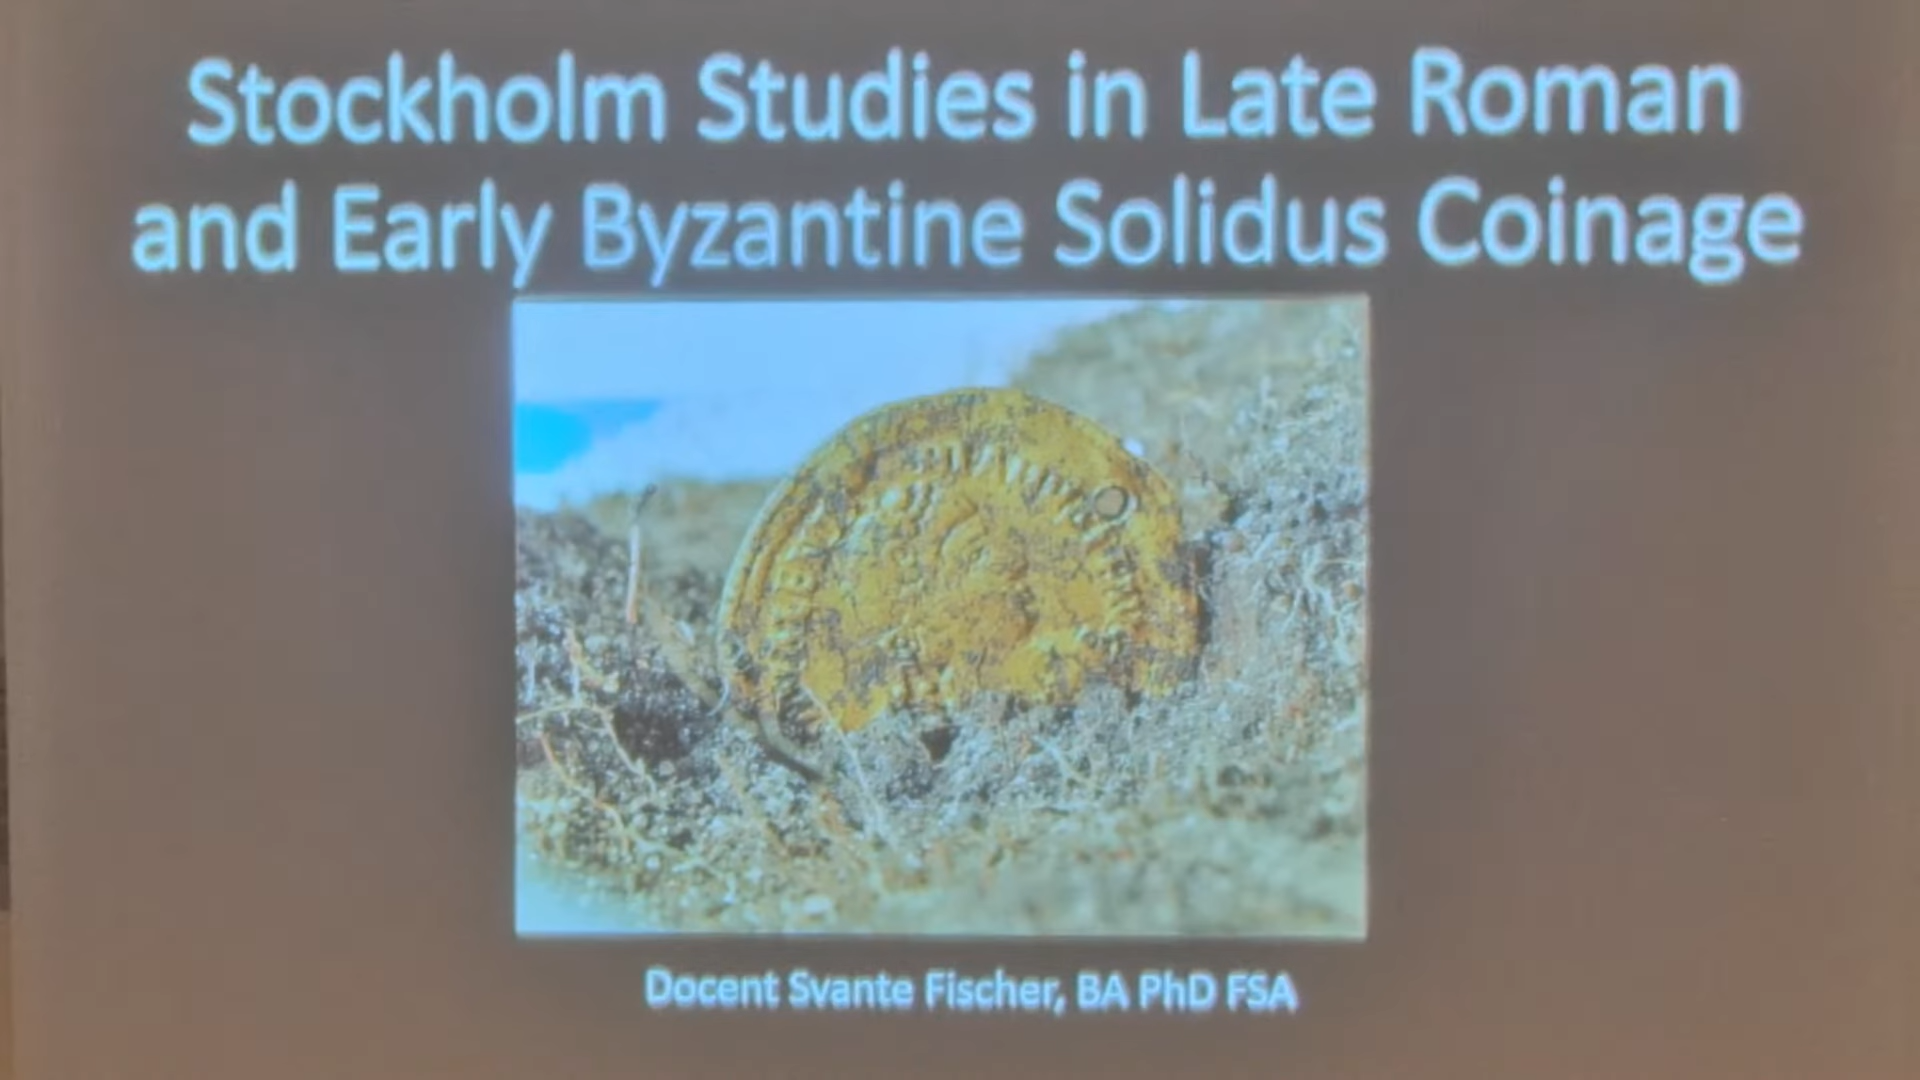 Stockholm Studies in Late Roman
and Early Byzantine Solidus Coinage
Docent Svante Fischer, BA PhD FSA